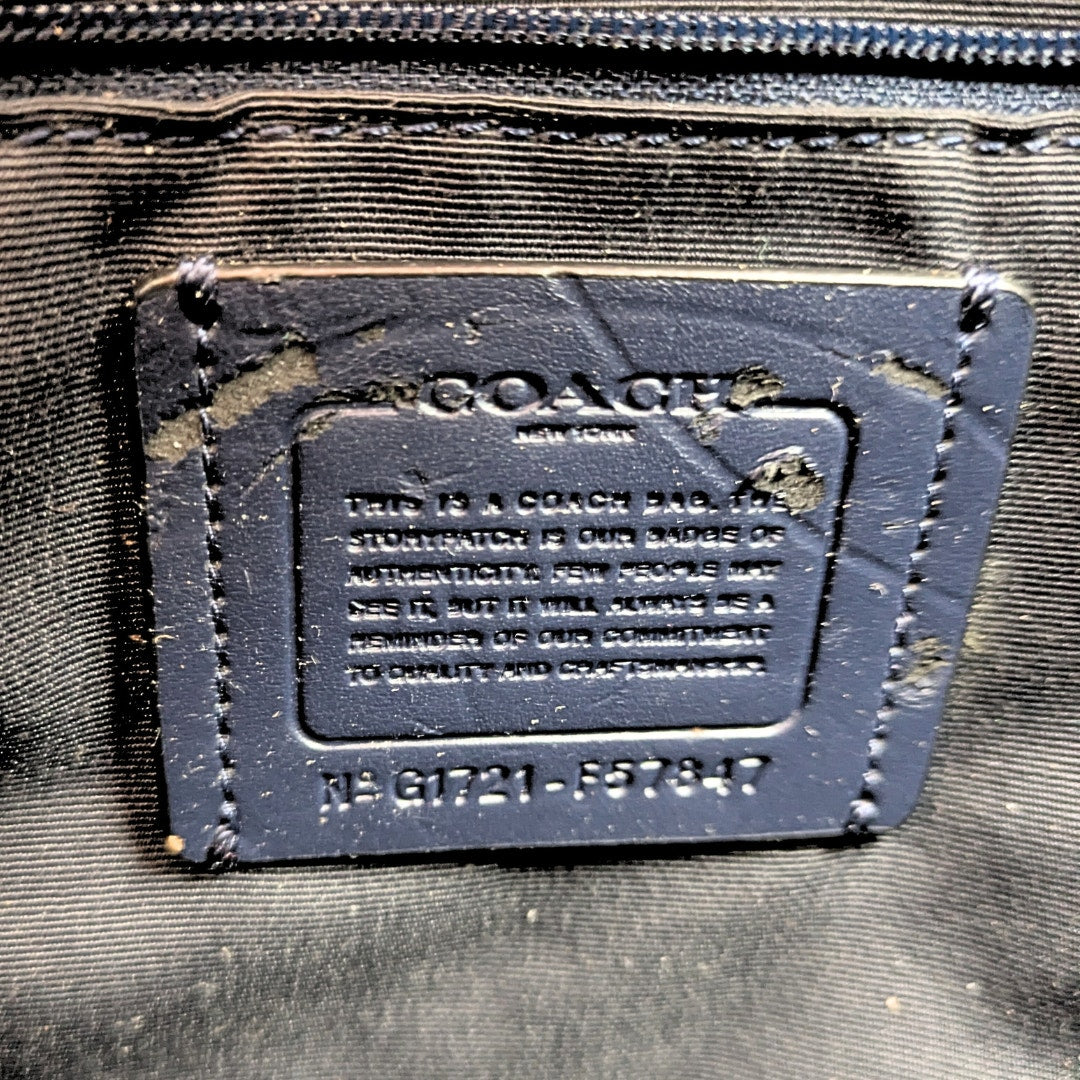 COACH
NEW YORK
THIS IS A COACH BAG. THE
STORYPATCH IS OUR BADGE OF
AUTHENTICITY. FEW PEOPLE MAY
SEE IT, BUT IT WILL ALWAYS BE A
REMINDER OF OUR COMMITMENT
TO QUALITY AND CRAFTSMANSHIP.
Nº G1721-F57847